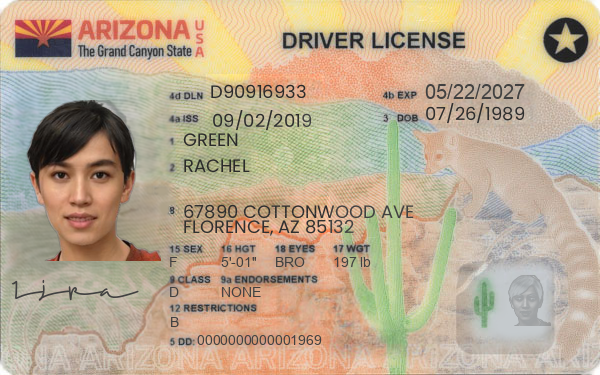 ARIZONA USA
The Grand Canyon State
DRIVER LICENSE
4d DLN D90916933 4b EXP 05/22/2027
4a ISS 09/02/2019 3 DOB 07/26/1989
1 GREEN
2 RACHEL
8 67890 COTTONWOOD AVE
FLORENCE, AZ 85132
15 SEX 16 HGT 18 EYES 17 WGT
F 5'-01" BRO 197 lb
9 CLASS 9a ENDORSEMENTS
D NONE
12 RESTRICTIONS
B
5 DD: 0000000000001969
ARIZONA ARIZONA ARIZONA ARIZONA